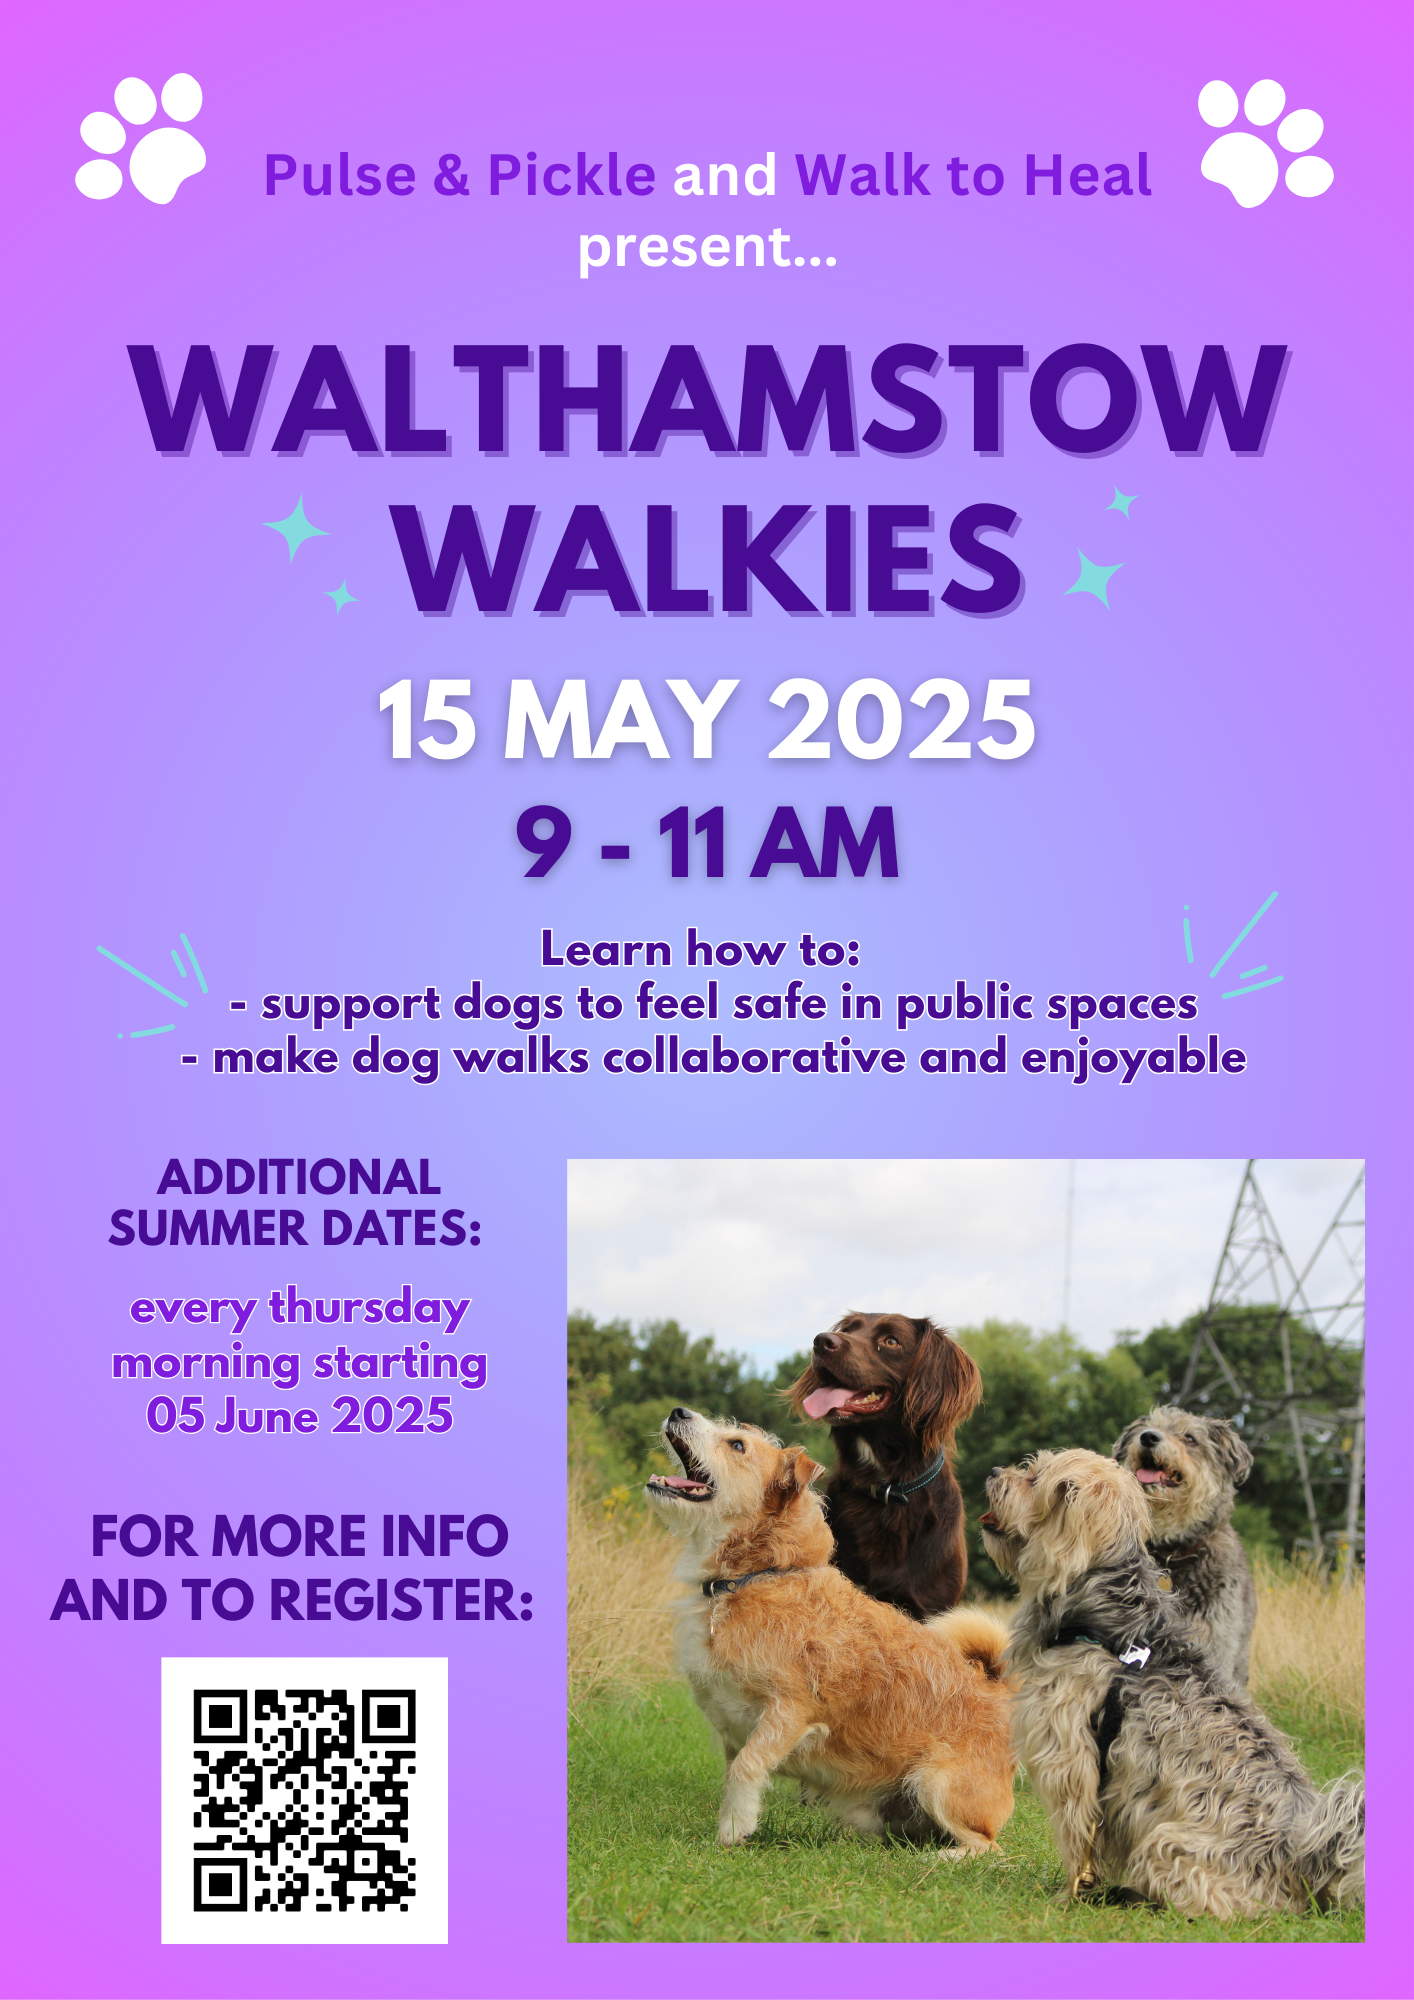 Pulse & Pickle and Walk to Heal
present...
WALTHAMSTOW
WALKIES
15 MAY 2025
9 - 11 AM
Learn how to:
- support dogs to feel safe in public spaces
- make dog walks collaborative and enjoyable
ADDITIONAL
SUMMER DATES:
every thursday
morning starting
05 June 2025
FOR MORE INFO
AND TO REGISTER: